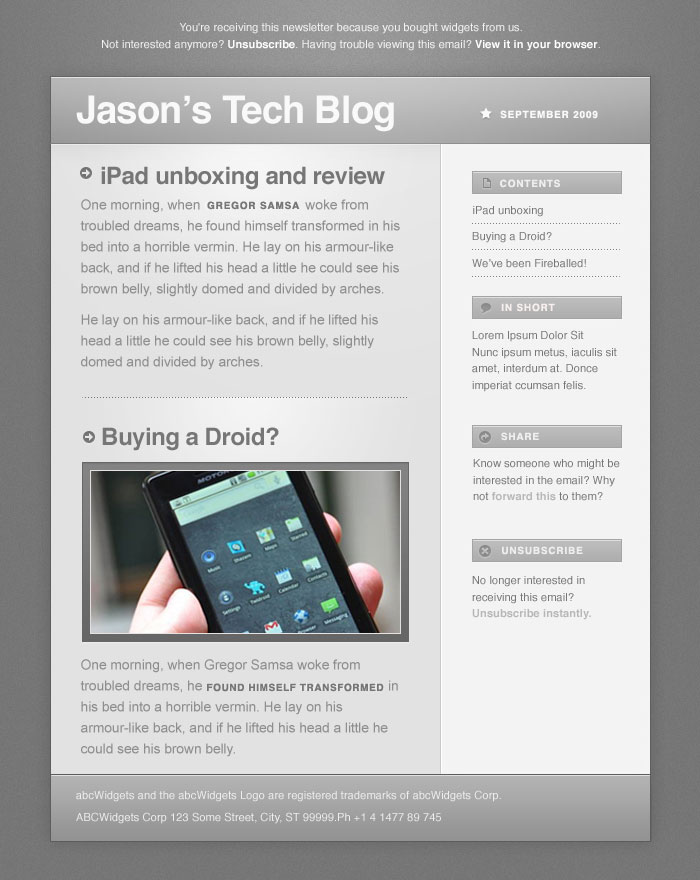 You're receiving this newsletter because you bought widgets from us.
Not interested anymore? Unsubscribe. Having trouble viewing this email? View it in your browser.
Jason's Tech Blog
SEPTEMBER 2009
iPad unboxing and review
One morning, when GREGOR SAMSA woke from
troubled dreams, he found himself transformed in his
bed into a horrible vermin. He lay on his armour-like
back, and if he lifted his head a little he could see his
brown belly, slightly domed and divided by arches.
He lay on his armour-like back, and if he lifted his
head a little he could see his brown belly, slightly
domed and divided by arches.
Buying a Droid?
MOTO
Music
Shazam
Maps
Settings
Twidroid
Calendar
Contacts
Browser
Messaging
One morning, when Gregor Samsa woke from
troubled dreams, he FOUND HIMSELF TRANSFORMED in
his bed into a horrible vermin. He lay on his
armour-like back, and if he lifted his head a little he
could see his brown belly.
CONTENTS
iPad unboxing
Buying a Droid?
We've been Fireballed!
IN SHORT
Lorem Ipsum Dolor Sit
Nunc ipsum metus, iaculis sit
amet, interdum at. Donce
imperiat ccumsan felis.
SHARE
Know someone who might be
interested in the email? Why
not forward this to them?
UNSUBSCRIBE
No longer interested in
receiving this email?
Unsubscribe instantly.
abcWidgets and the abcWidgets Logo are registered trademarks of abcWidgets Corp.
ABCWidgets Corp 123 Some Street, City, ST 99999.Ph +1 4 1477 89 745